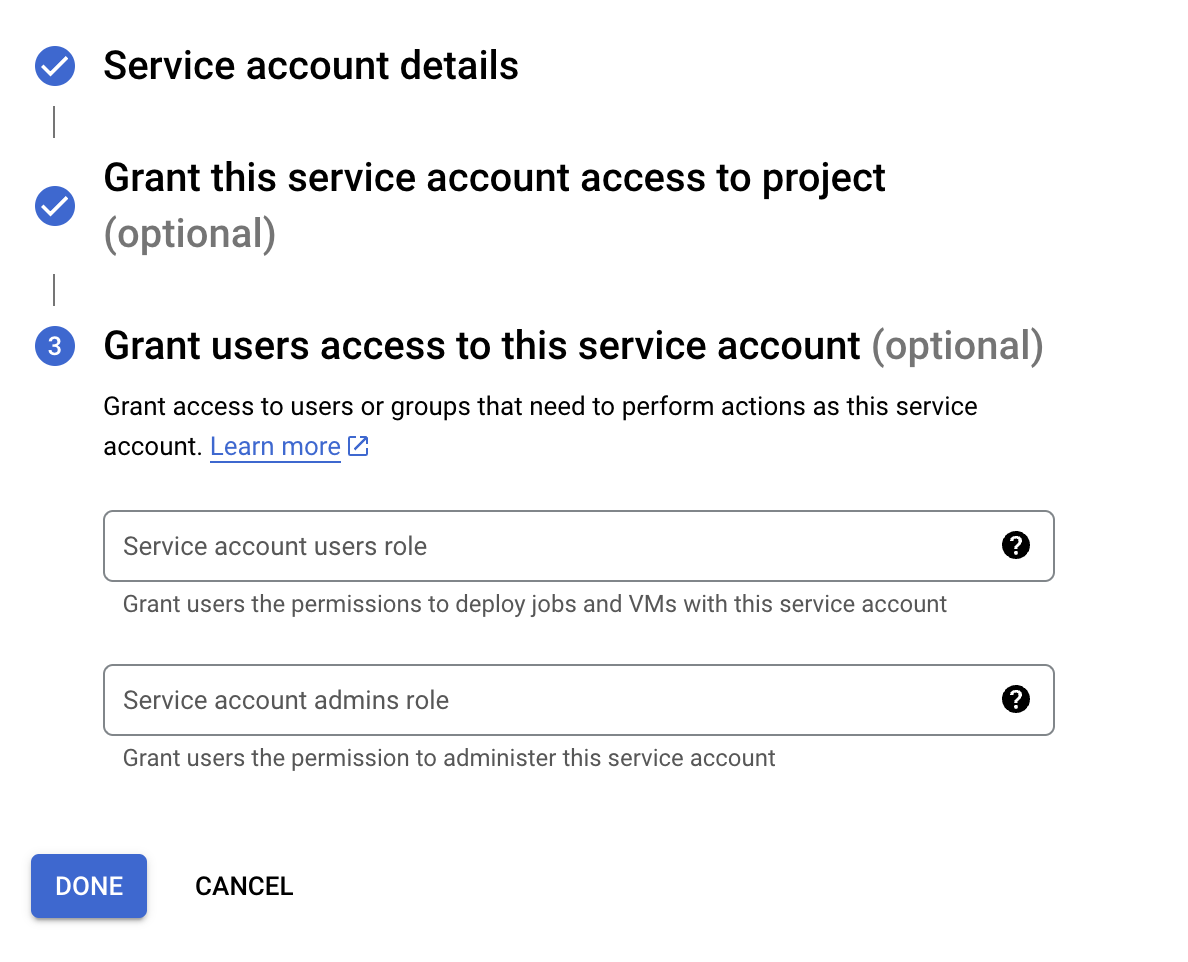 Service account details
Grant this service account access to project
(optional)
3
Grant users access to this service account (optional)
Grant access to users or groups that need to perform actions as this service
account. Learn more
Service account users role
?
Grant users the permissions to deploy jobs and VMs with this service account
Service account admins role
?
Grant users the permission to administer this service account
DONE
CANCEL